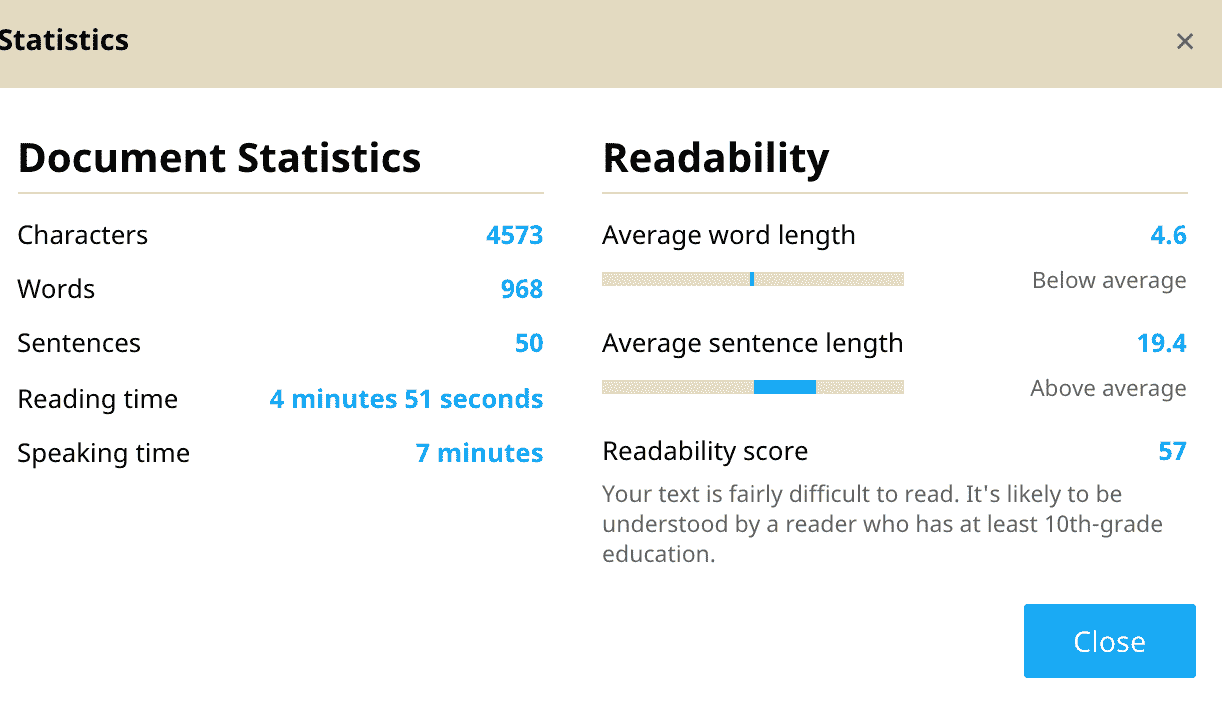 Statistics
Document Statistics
Characters 4573
Words 968
Sentences 50
Reading time 4 minutes 51 seconds
Speaking time 7 minutes
Readability
Average word length 4.6
Below average
Average sentence length 19.4
Above average
Readability score 57
Your text is fairly difficult to read. It's likely to be
understood by a reader who has at least 10th-grade
education.
Close